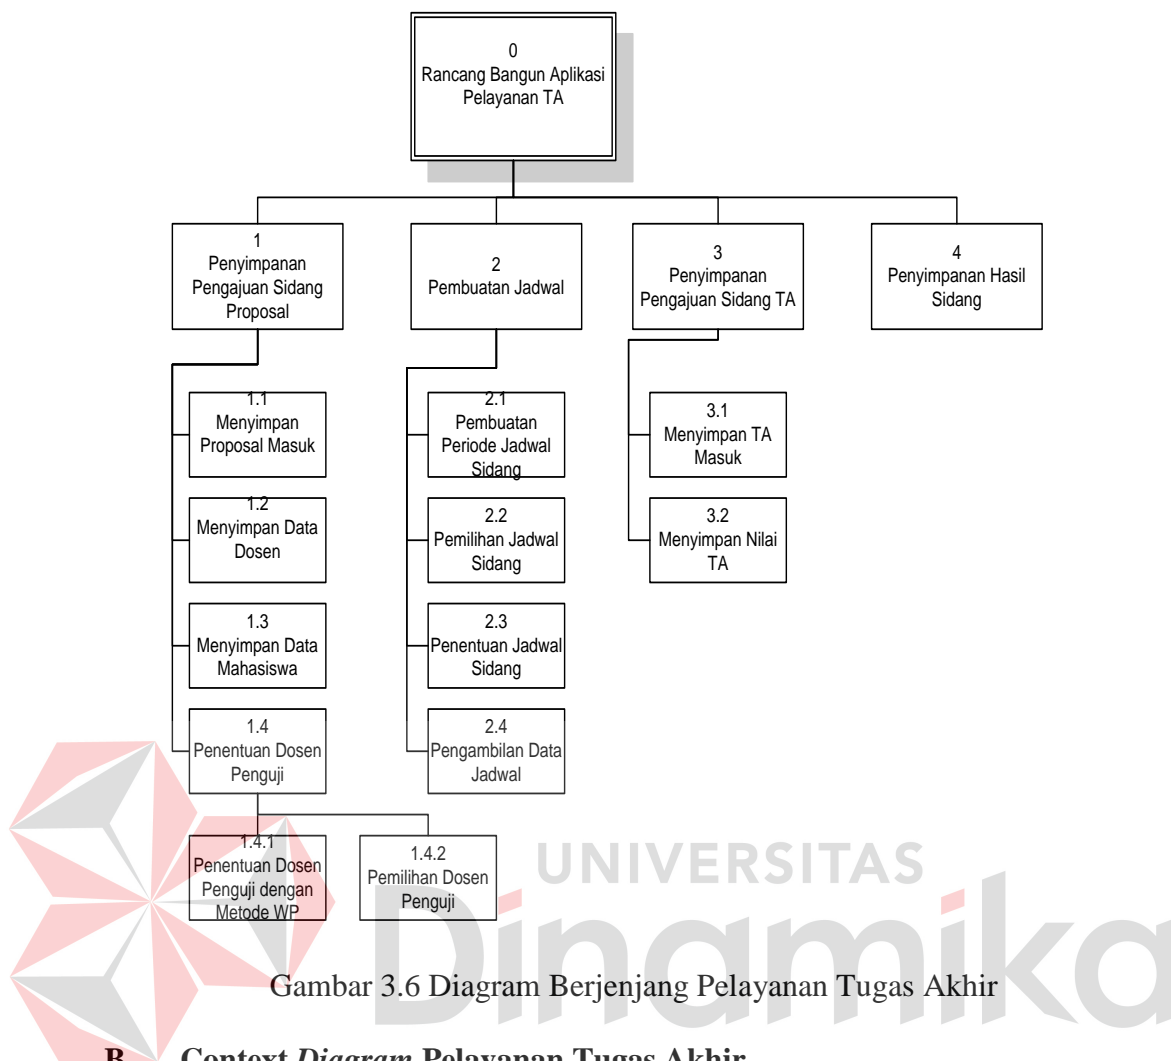 0
Rancang Bangun Aplikasi
Pelayanan TA
1
Penyimpanan
Pengajuan Sidang
Proposal
2
Pembuatan Jadwal
3
Penyimpanan
Pengajuan Sidang TA
4
Penyimpanan Hasil
Sidang
1.1
Menyimpan
Proposal Masuk
2.1
Pembuatan
Periode Jadwal
Sidang
3.1
Menyimpan TA
Masuk
1.2
Menyimpan Data
Dosen
2.2
Pemilihan Jadwal
Sidang
3.2
Menyimpan Nilai
TA
1.3
Menyimpan Data
Mahasiswa
2.3
Penentuan Jadwal
Sidang
1.4
Penentuan Dosen
Penguji
2.4
Pengambilan Data
Jadwal
1.4.1
Penentuan Dosen
Penguji dengan
Metode WP
1.4.2
Pemilihan Dosen
Penguji
UNIVERSITAS
Dinamika
Gambar 3.6 Diagram Berjenjang Pelayanan Tugas Akhir
B. Context Diagram Pelayanan Tugas Akhir